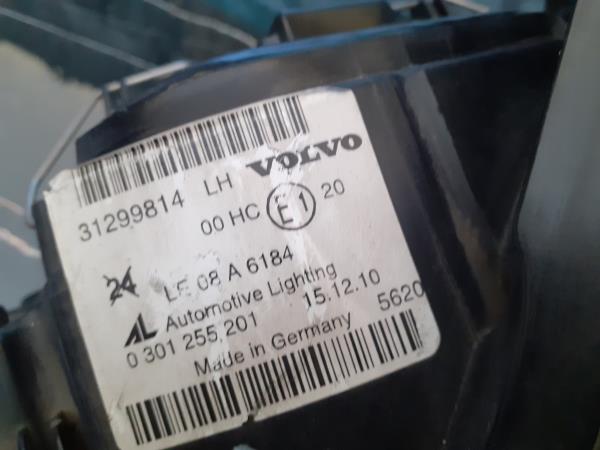 31299814 LH VOLVO
00 HC E1 20
24 LE 08 A 6184
AL Automotive Lighting
0 301 255 201 15.12.10 5620
Made in Germany